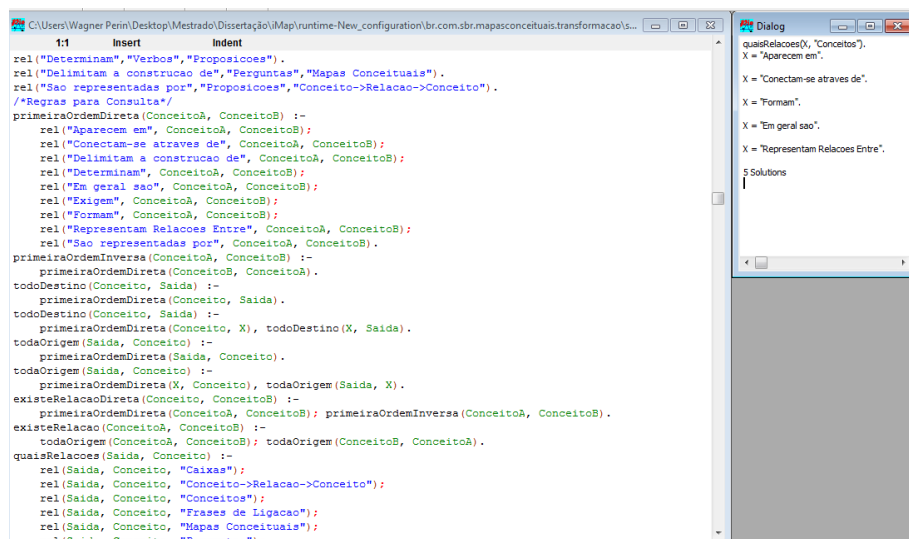 C:\Users\Wagner Perin\Desktop\Mestrado\Dissertação\iMap\runtime-New_configuration\br.com.sbr.mapasconceituais.transformacao\s...
1:1 Insert Indent
rel("Determinam","Verbos","Proposicoes").
rel("Delimitam a construcao de","Perguntas","Mapas Conceituais").
rel("Sao representadas por","Proposicoes","Conceito->Relacao->Conceito").
/*Regras para Consulta*/
primeiraOrdemDireta(ConceitoA, ConceitoB) :-
rel("Aparecem em", ConceitoA, ConceitoB);
rel("Conectam-se atraves de", ConceitoA, ConceitoB);
rel("Delimitam a construcao de", ConceitoA, ConceitoB);
rel("Determinam", ConceitoA, ConceitoB);
rel("Em geral sao", ConceitoA, ConceitoB);
rel("Exigem", ConceitoA, ConceitoB);
rel("Formam", ConceitoA, ConceitoB);
rel("Representam Relacoes Entre", ConceitoA, ConceitoB);
rel("Sao representadas por", ConceitoA, ConceitoB).
primeiraOrdemInversa(ConceitoA, ConceitoB) :-
primeiraOrdemDireta(ConceitoB, ConceitoA).
todoDestino(Conceito, Saida) :-
primeiraOrdemDireta(Conceito, Saida).
todoDestino(Conceito, Saida) :-
primeiraOrdemDireta(Conceito, X), todoDestino(X, Saida).
todaOrigem(Saida, Conceito) :-
primeiraOrdemDireta(Saida, Conceito).
todaOrigem(Saida, Conceito) :-
primeiraOrdemDireta(X, Conceito), todaOrigem(Saida, X).
existeRelacaoDireta(Conceito, ConceitoB) :-
primeiraOrdemDireta(ConceitoA, ConceitoB); primeiraOrdemInversa(ConceitoA, ConceitoB).
existeRelacao(ConceitoA, ConceitoB) :-
todaOrigem(ConceitoA, ConceitoB); todaOrigem(ConceitoB, ConceitoA).
quaisRelacoes(Saida, Conceito) :-
rel(Saida, Conceito, "Caixas");
rel(Saida, Conceito, "Conceito->Relacao->Conceito");
rel(Saida, Conceito, "Conceitos");
rel(Saida, Conceito, "Frases de Ligacao");
rel(Saida, Conceito, "Mapas Conceituais");
Dialog
quaisRelacoes(X, "Conceitos").
X = "Aparecem em".
X = "Conectam-se atraves de".
X = "Formam".
X = "Em geral sao".
X = "Representam Relacoes Entre".
5 Solutions